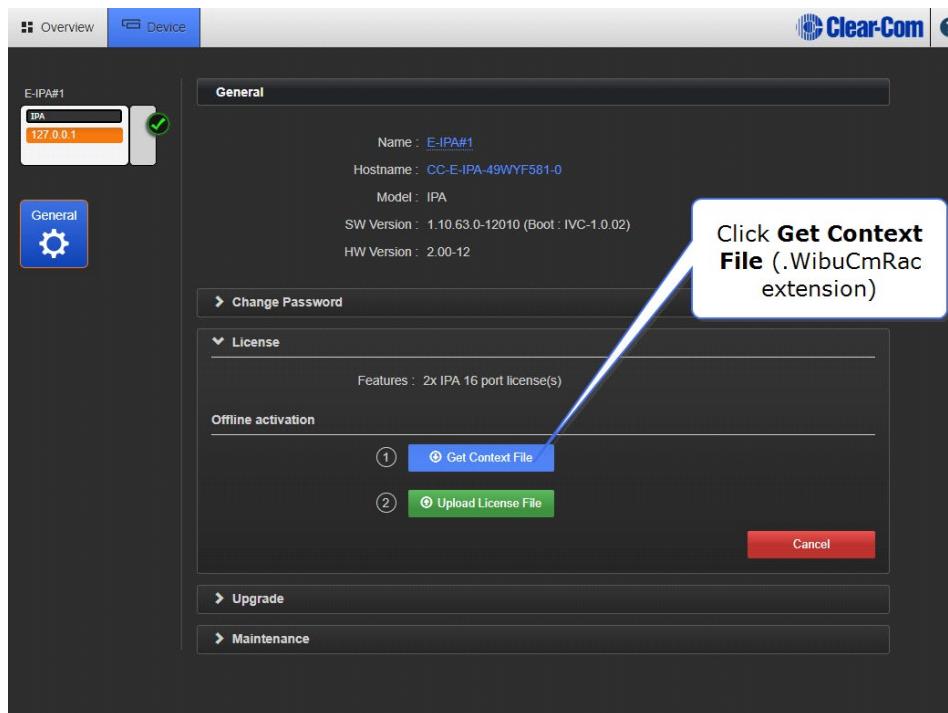 Overview
Device
Clear-Com
E-IPA#1
IPA
127.0.0.1
General
General
Name : E-IPA#1
Hostname : CC-E-IPA-49WYF581-0
Model : IPA
SW Version : 1.10.63.0-12010 (Boot : IVC-1.0.02)
HW Version : 2.00-12
Click Get Context
File (.WibuCmRac
extension)
Change Password
License
Features : 2x IPA 16 port license(s)
Offline activation
1 Get Context File
2 Upload License File
Cancel
Upgrade
Maintenance